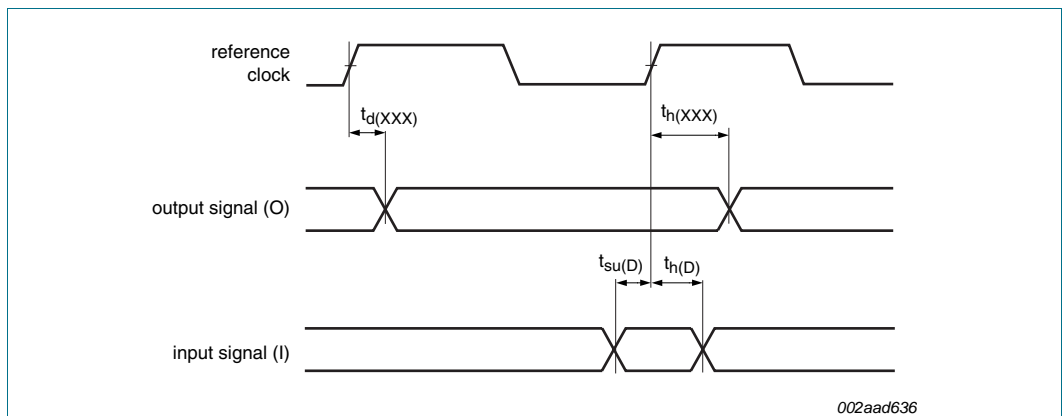 reference
clock
td(XXX)
th(XXX)
output signal (O)
tsu(D)
th(D)
input signal (I)
002aad636